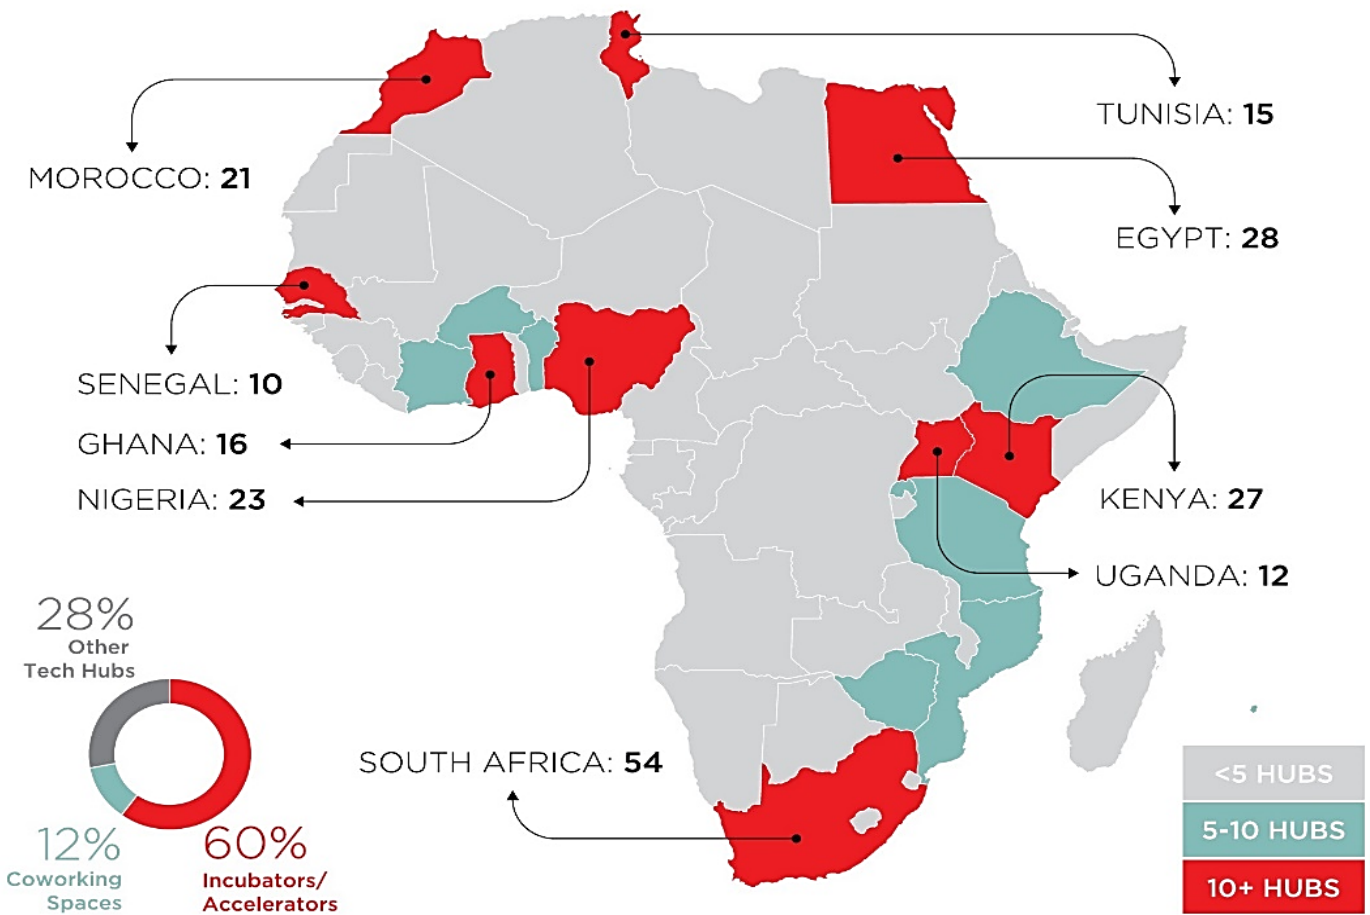 TUNISIA: 15
MOROCCO: 21
EGYPT: 28
SENEGAL: 10
GHANA: 16
NIGERIA: 23
KENYA: 27
UGANDA: 12
SOUTH AFRICA: 54
28%
Other
Tech Hubs
12%
Coworking
Spaces
60%
Incubators/
Accelerators
<5 HUBS
5-10 HUBS
10+ HUBS